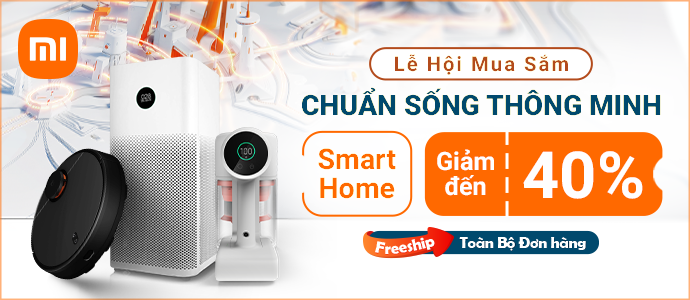 mi
Lễ Hội Mua Sắm
CHUẨN SỐNG THÔNG MINH
Smart
Home
Giảm
đến
40%
Freeship
Toàn Bộ Đơn hàng
100